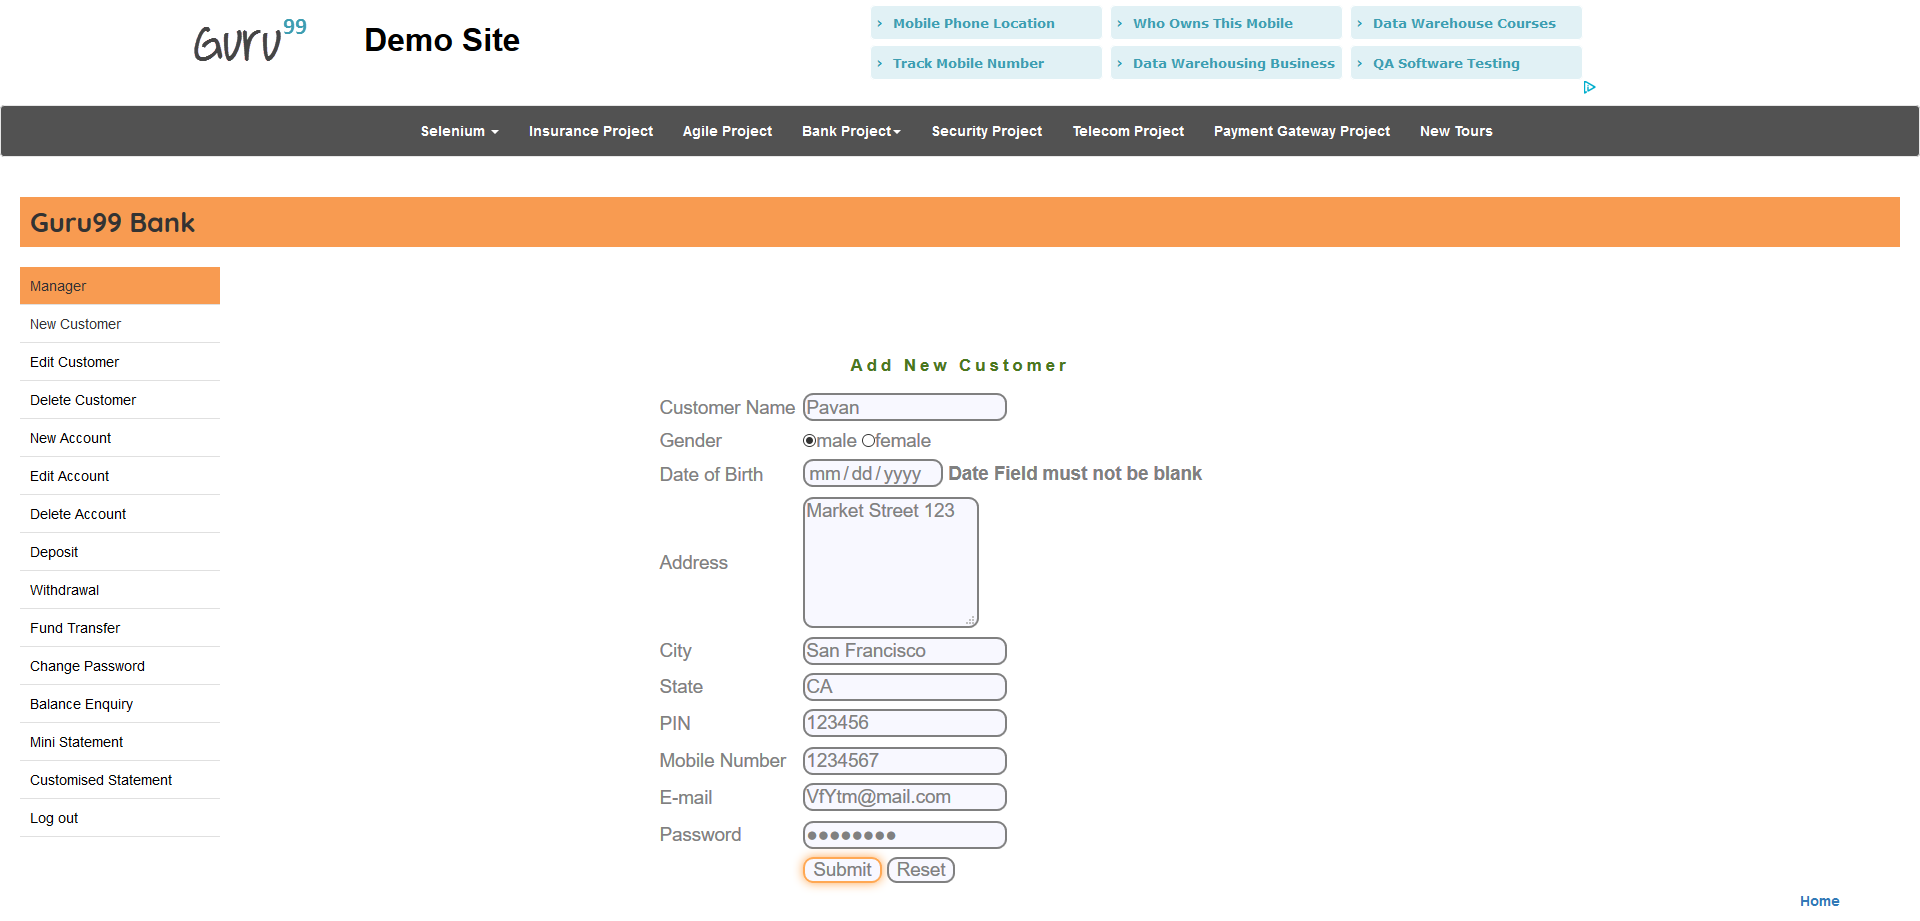 Guru99
Demo Site
› Mobile Phone Location
› Who Owns This Mobile
› Data Warehouse Courses
› Track Mobile Number
› Data Warehousing Business
› QA Software Testing
Selenium Insurance Project Agile Project Bank Project Security Project Telecom Project Payment Gateway Project New Tours
Guru99 Bank
Manager
New Customer
Edit Customer
Delete Customer
New Account
Edit Account
Delete Account
Deposit
Withdrawal
Fund Transfer
Change Password
Balance Enquiry
Mini Statement
Customised Statement
Log out
Add New Customer
Customer Name Pavan
Gender male female
Date of Birth mm/dd/yyyy Date Field must not be blank
Address Market Street 123
City San Francisco
State CA
PIN 123456
Mobile Number 1234567
E-mail VfYtm@mail.com
Password ●●●●●●●●
Submit Reset
Home